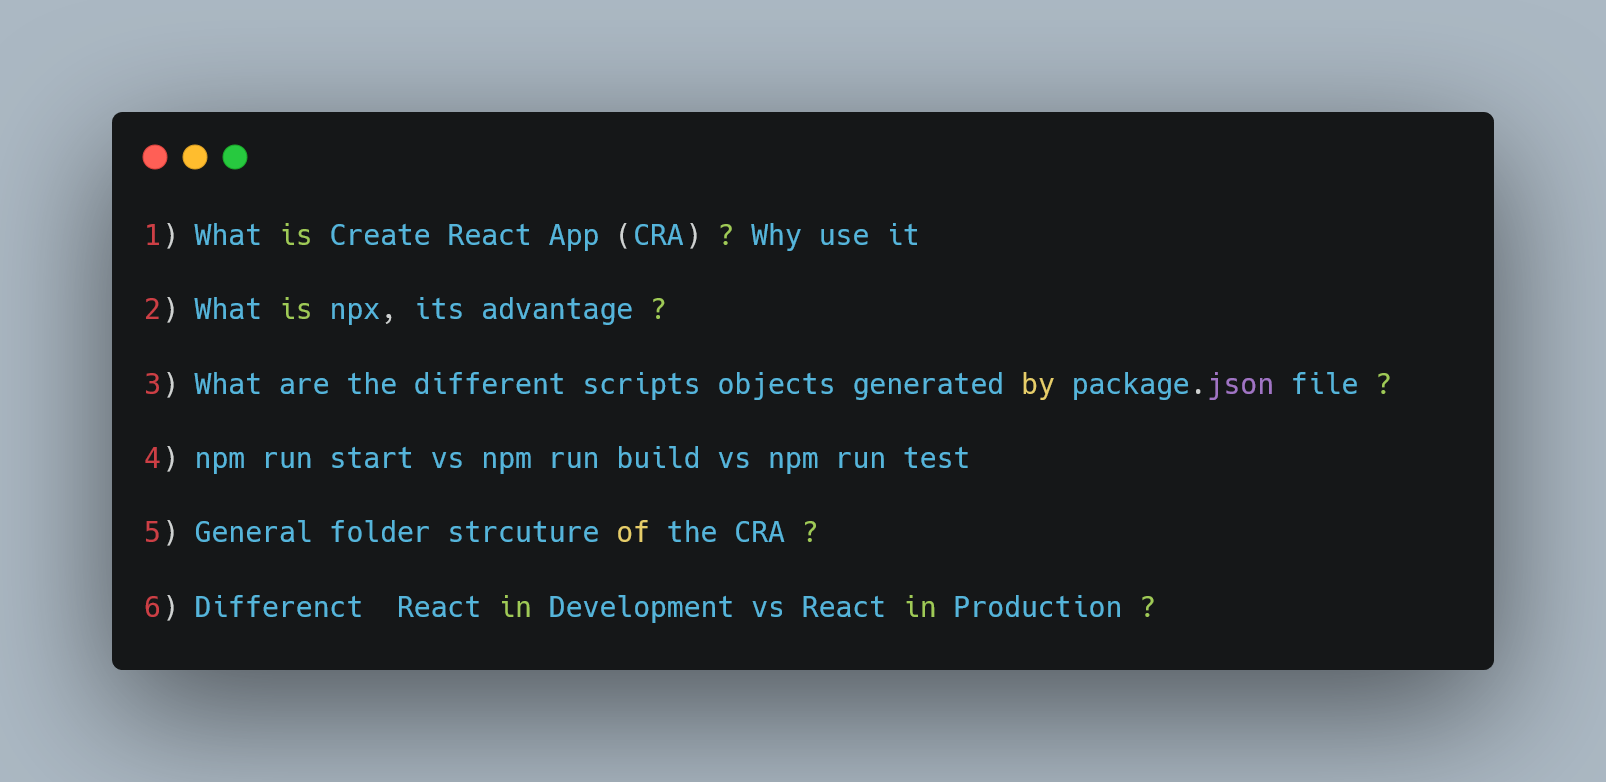 1) What is Create React App (CRA) ? Why use it
2) What is npx, its advantage ?
3) What are the different scripts objects generated by package.json file ?
4) npm run start vs npm run build vs npm run test
5) General folder strcuture of the CRA ?
6) Differenct  React in Development vs React in Production ?